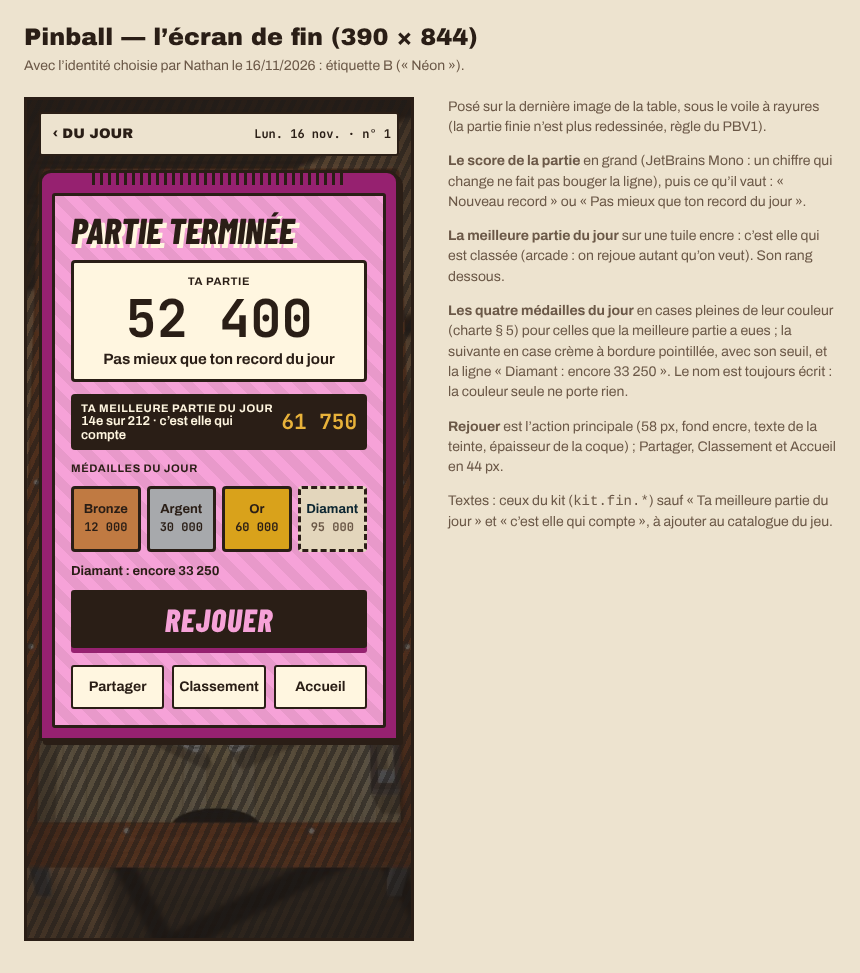 Pinball — l’écran de fin (390 × 844)
Avec l’identité choisie par Nathan le 16/11/2026 : étiquette B (« Néon »).
‹ DU JOUR
Lun. 16 nov. · n° 1
PARTIE TERMINÉE
TA PARTIE
52 400
Pas mieux que ton record du jour
TA MEILLEURE PARTIE DU JOUR
14e sur 212 · c’est elle qui
compte
61 750
MÉDAILLES DU JOUR
Bronze
12 000
Argent
30 000
Or
60 000
Diamant
95 000
Diamant : encore 33 250
REJOUER
Partager
Classement
Accueil
Posé sur la dernière image de la table, sous le voile à rayures
(la partie finie n’est plus redessinée, règle du PBV1).
Le score de la partie en grand (JetBrains Mono : un chiffre qui
change ne fait pas bouger la ligne), puis ce qu’il vaut : «
Nouveau record » ou « Pas mieux que ton record du jour ».
La meilleure partie du jour sur une tuile encre : c’est elle qui
est classée (arcade : on rejoue autant qu’on veut). Son rang
dessous.
Les quatre médailles du jour en cases pleines de leur couleur
(charte § 5) pour celles que la meilleure partie a eues ; la
suivante en case crème à bordure pointillée, avec son seuil, et
la ligne « Diamant : encore 33 250 ». Le nom est toujours écrit :
la couleur seule ne porte rien.
Rejouer est l’action principale (58 px, fond encre, texte de la
teinte, épaisseur de la coque) ; Partager, Classement et Accueil
en 44 px.
Textes : ceux du kit (kit.fin.*) sauf « Ta meilleure partie du
jour » et « c’est elle qui compte », à ajouter au catalogue du jeu.